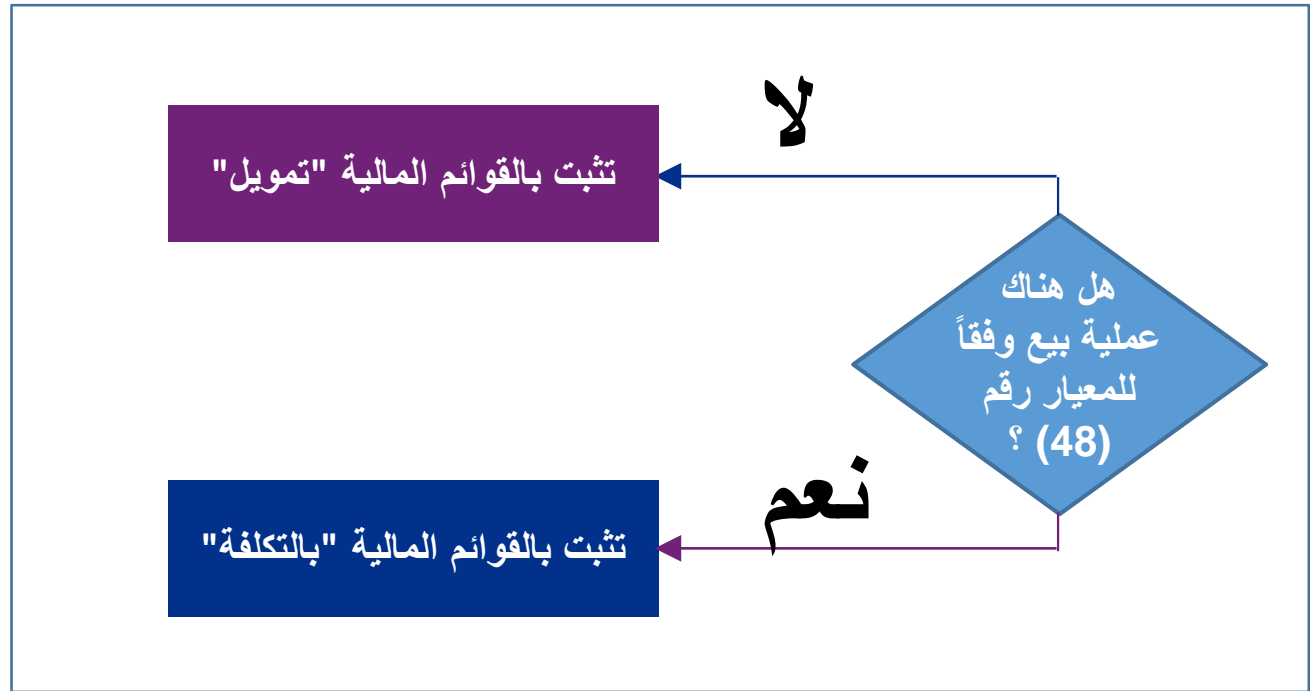 لا
تثبت بالقوائم المالية "تمويل"
هل هناك
عملية بيع وفقاً
للمعيار رقم
(48) ؟
نعم
تثبت بالقوائم المالية "بالتكلفة"